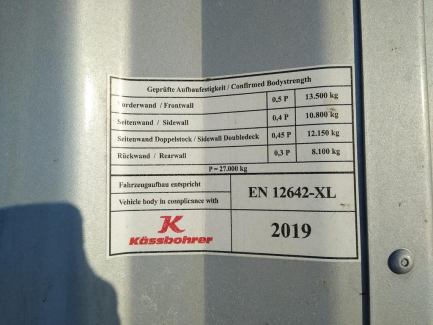 Geprüfte Aufbaufestigkeit / Confirmed Bodystrength
Vorderwand / Frontwall 0,5 P 13.500 kg
Seitenwand / Sidewall 0,4 P 10.800 kg
Seitenwand Doppelstock / Sidewall Doubledeck 0,45 P 12.150 kg
Rückwand / Rearwall 0,3 P 8.100 kg
P = 27.000 kg
Fahrzeugaufbau entspricht
Vehicle body in compliance with
EN 12642-XL
K
Kässbohrer
2019